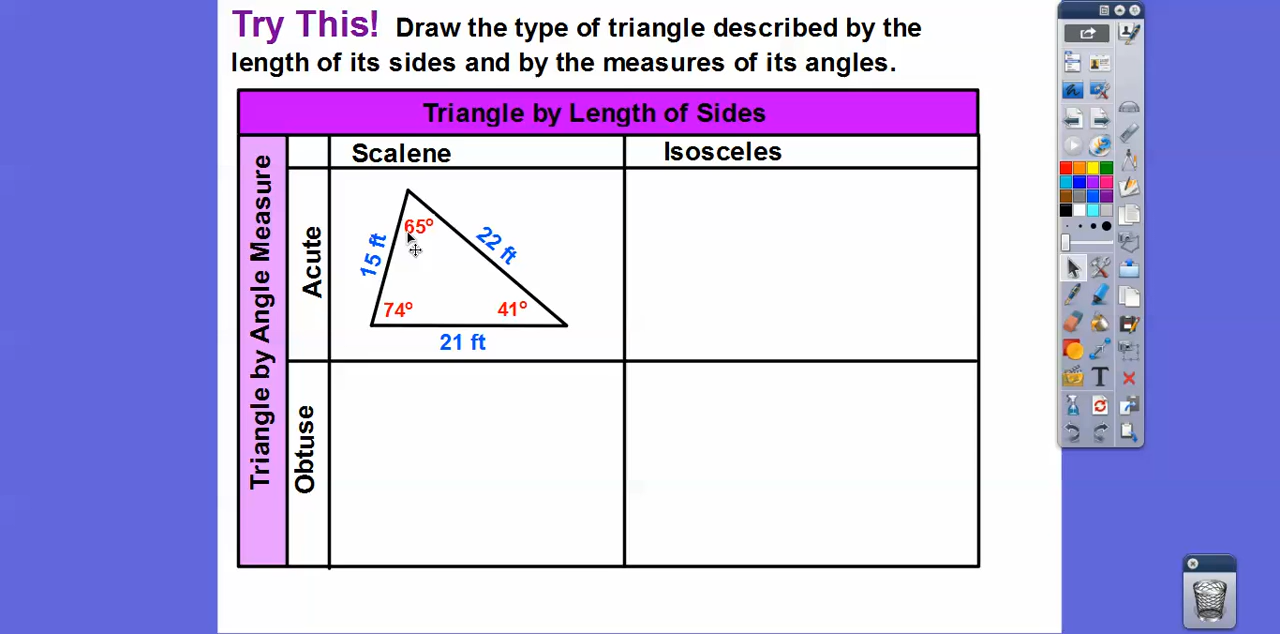 Try This! Draw the type of triangle described by the
length of its sides and by the measures of its angles.
Triangle by Length of Sides
Triangle by Angle Measure
Scalene
Isosceles
Acute
65°
15 ft
22 ft
74°
41°
21 ft
Obtuse
T